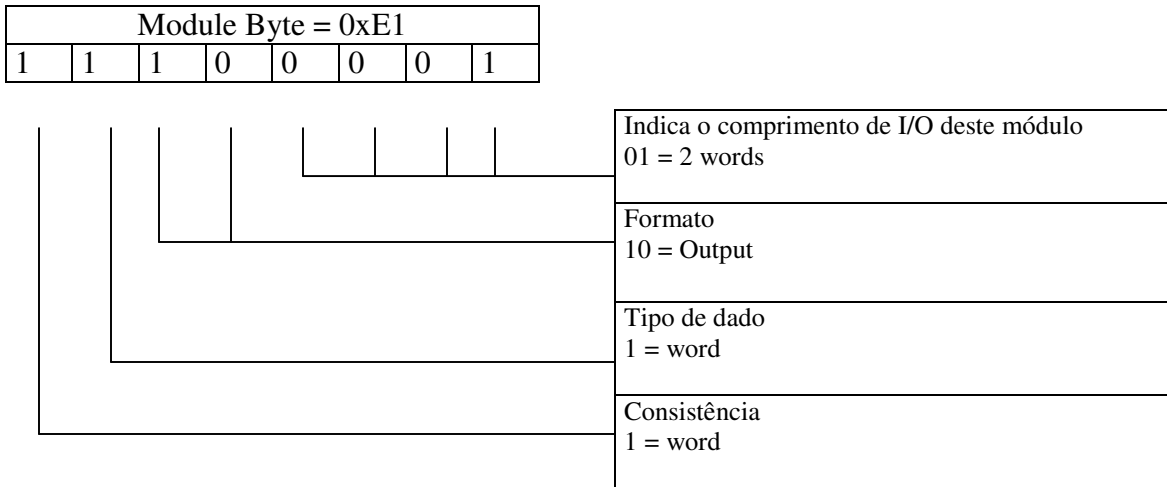 Module Byte = 0xE1
1 1 1 0 0 0 0 1
Indica o comprimento de I/O deste módulo
01 = 2 words
Formato
10 = Output
Tipo de dado
1 = word
Consistência
1 = word